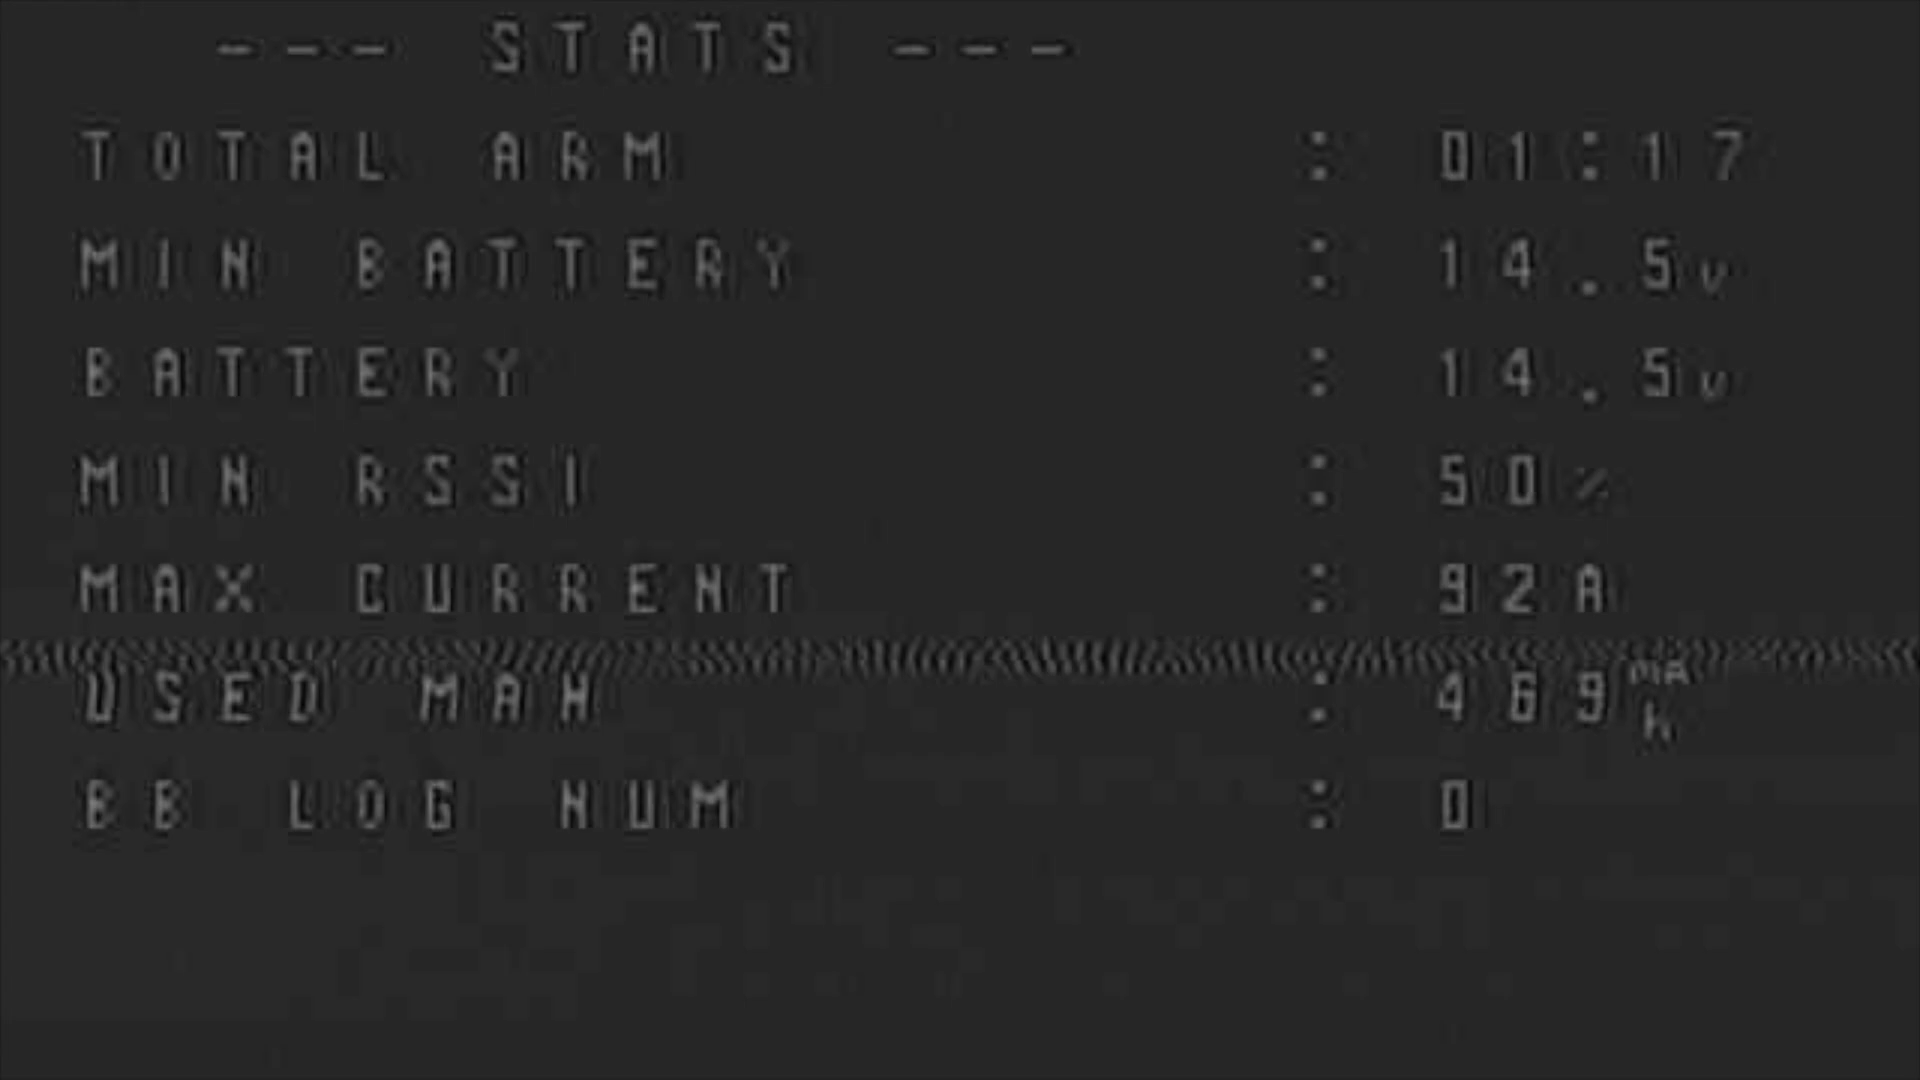 --- STATS ---
TOTAL ARM : 01:17
MIN BATTERY : 14.5V
BATTERY : 14.5V
MIN RSSI : 50%
MAX CURRENT : 92A
USED MAH : 469mAh
BB LOG NUM : 0